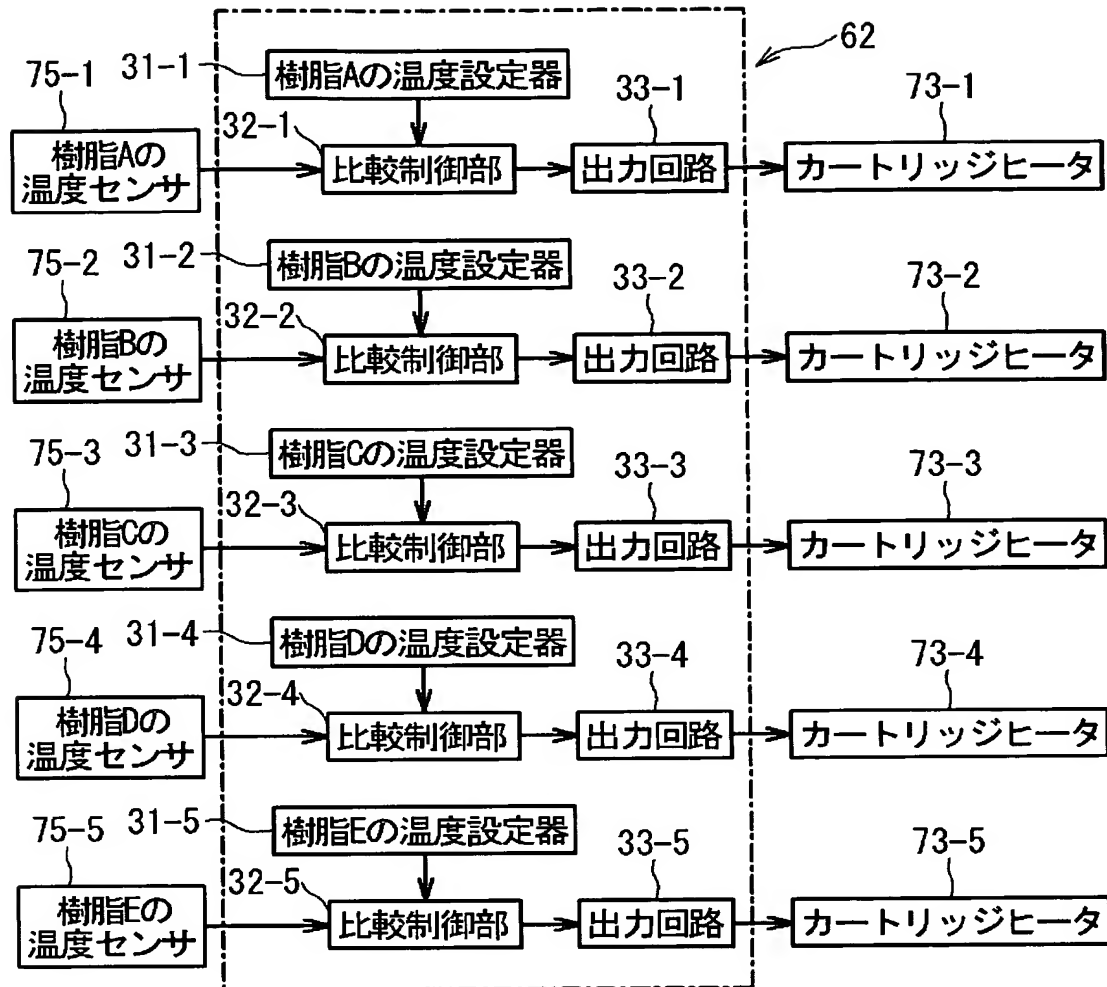 62
75-1
31-1
樹脂Aの温度設定器
33-1
73-1
32-1
樹脂Aの
温度センサ
比較制御部
出力回路
カートリッジヒータ
75-2
31-2
樹脂Bの温度設定器
33-2
73-2
32-2
樹脂Bの
温度センサ
比較制御部
出力回路
カートリッジヒータ
75-3
31-3
樹脂Cの温度設定器
33-3
73-3
32-3
樹脂Cの
温度センサ
比較制御部
出力回路
カートリッジヒータ
75-4
31-4
樹脂Dの温度設定器
33-4
73-4
32-4
樹脂Dの
温度センサ
比較制御部
出力回路
カートリッジヒータ
75-5
31-5
樹脂Eの温度設定器
33-5
73-5
32-5
樹脂Eの
温度センサ
比較制御部
出力回路
カートリッジヒータ